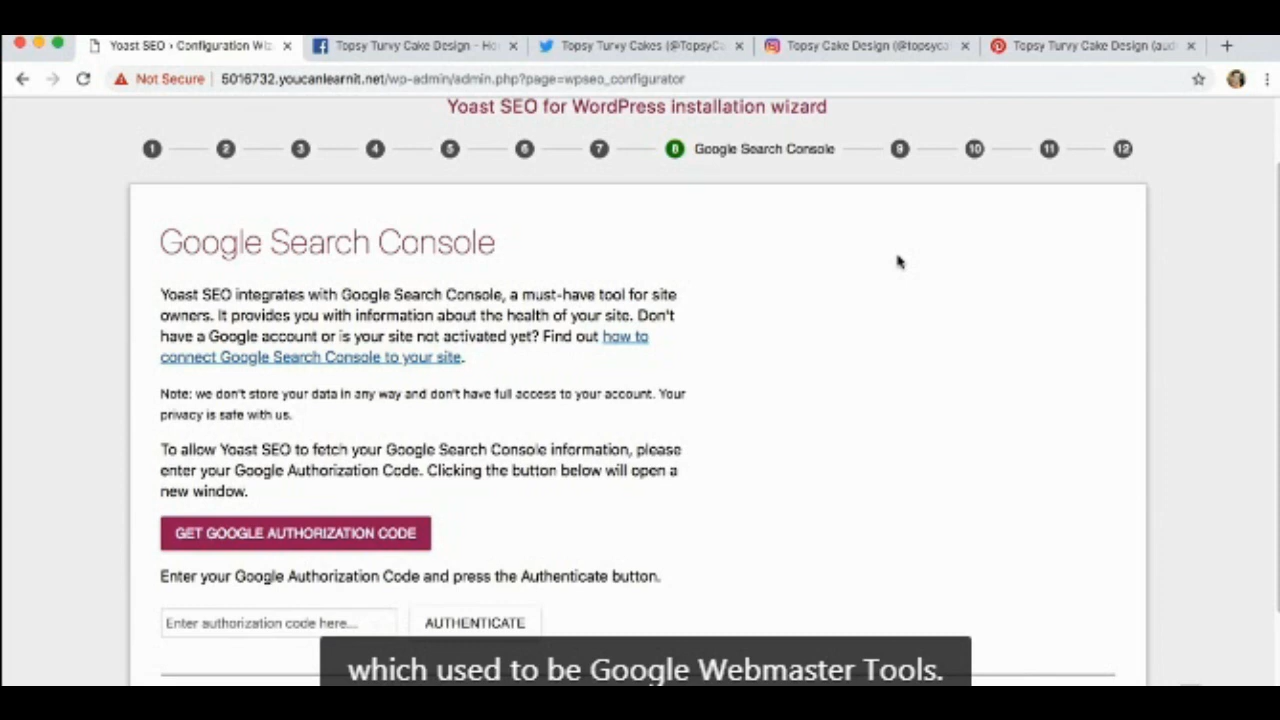 Yoast SEO › Configuration Wiz
Topsy Turvy Cake Design - Ho
Topsy Turvy Cakes (@TopsyCa
Topsy Cake Design (@topsyca
Topsy Turvy Cake Design (aud
Not Secure | 5016732.youcanlearnit.net/wp-admin/admin.php?page=wpseo_configurator
Yoast SEO for WordPress installation wizard
1 2 3 4 5 6 7 8 Google Search Console 9 10 11 12
Google Search Console
Yoast SEO integrates with Google Search Console, a must-have tool for site
owners. It provides you with information about the health of your site. Don't
have a Google account or is your site not activated yet? Find out how to
connect Google Search Console to your site.
Note: we don't store your data in any way and don't have full access to your account. Your
privacy is safe with us.
To allow Yoast SEO to fetch your Google Search Console information, please
enter your Google Authorization Code. Clicking the button below will open a
new window.
GET GOOGLE AUTHORIZATION CODE
Enter your Google Authorization Code and press the Authenticate button.
Enter authorization code here...
AUTHENTICATE
which used to be Google Webmaster Tools.